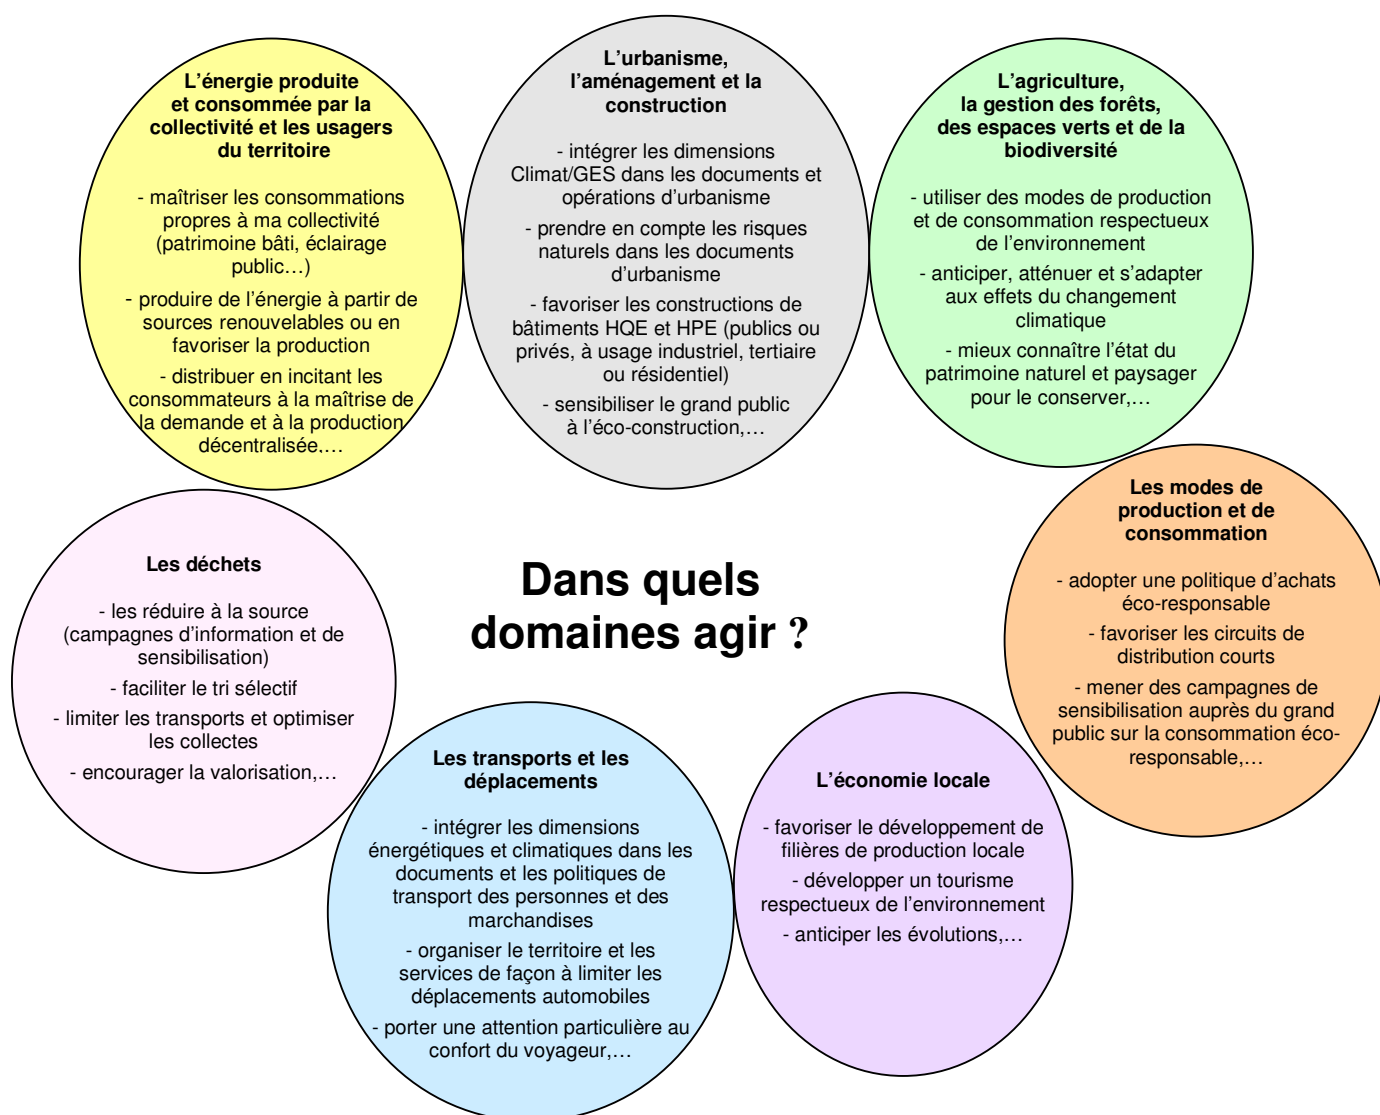 L’énergie produite
et consommée par la
collectivité et les usagers
du territoire
- maîtriser les consommations
propres à ma collectivité
(patrimoine bâti, éclairage
public…)
- produire de l’énergie à partir de
sources renouvelables ou en
favoriser la production
- distribuer en incitant les
consommateurs à la maîtrise de
la demande et à la production
décentralisée,…
L’urbanisme,
l’aménagement et la
construction
- intégrer les dimensions
Climat/GES dans les documents et
opérations d’urbanisme
- prendre en compte les risques
naturels dans les documents
d’urbanisme
- favoriser les constructions de
bâtiments HQE et HPE (publics ou
privés, à usage industriel, tertiaire
ou résidentiel)
- sensibiliser le grand public
à l’éco-construction,…
L’agriculture,
la gestion des forêts,
des espaces verts et de la
biodiversité
- utiliser des modes de production
et de consommation respectueux
de l’environnement
- anticiper, atténuer et s’adapter
aux effets du changement
climatique
- mieux connaître l’état du
patrimoine naturel et paysager
pour le conserver,…
Les modes de
production et de
consommation
- adopter une politique d’achats
éco-responsable
- favoriser les circuits de
distribution courts
- mener des campagnes de
sensibilisation auprès du grand
public sur la consommation éco-
responsable,…
Dans quels
domaines agir ?
Les déchets
- les réduire à la source
(campagnes d’information et de
sensibilisation)
- faciliter le tri sélectif
- limiter les transports et optimiser
les collectes
- encourager la valorisation,…
Les transports et les
déplacements
- intégrer les dimensions
énergétiques et climatiques dans les
documents et les politiques de
transport des personnes et des
marchandises
- organiser le territoire et les
services de façon à limiter les
déplacements automobiles
- porter une attention particulière au
confort du voyageur,…
L’économie locale
- favoriser le développement de
filières de production locale
- développer un tourisme
respectueux de l’environnement
- anticiper les évolutions,…